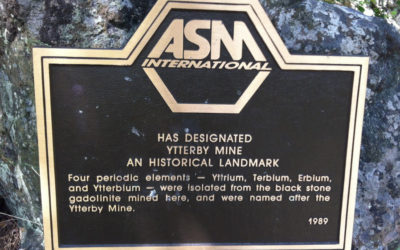 ASM
INTERNATIONAL
HAS DESIGNATED
YTTERBY MINE
AN HISTORICAL LANDMARK
Four periodic elements — Yttrium, Terbium, Erbium,
and Ytterbium — were isolated from the black stone
gadolinite mined here, and were named after the
Ytterby Mine.
1989